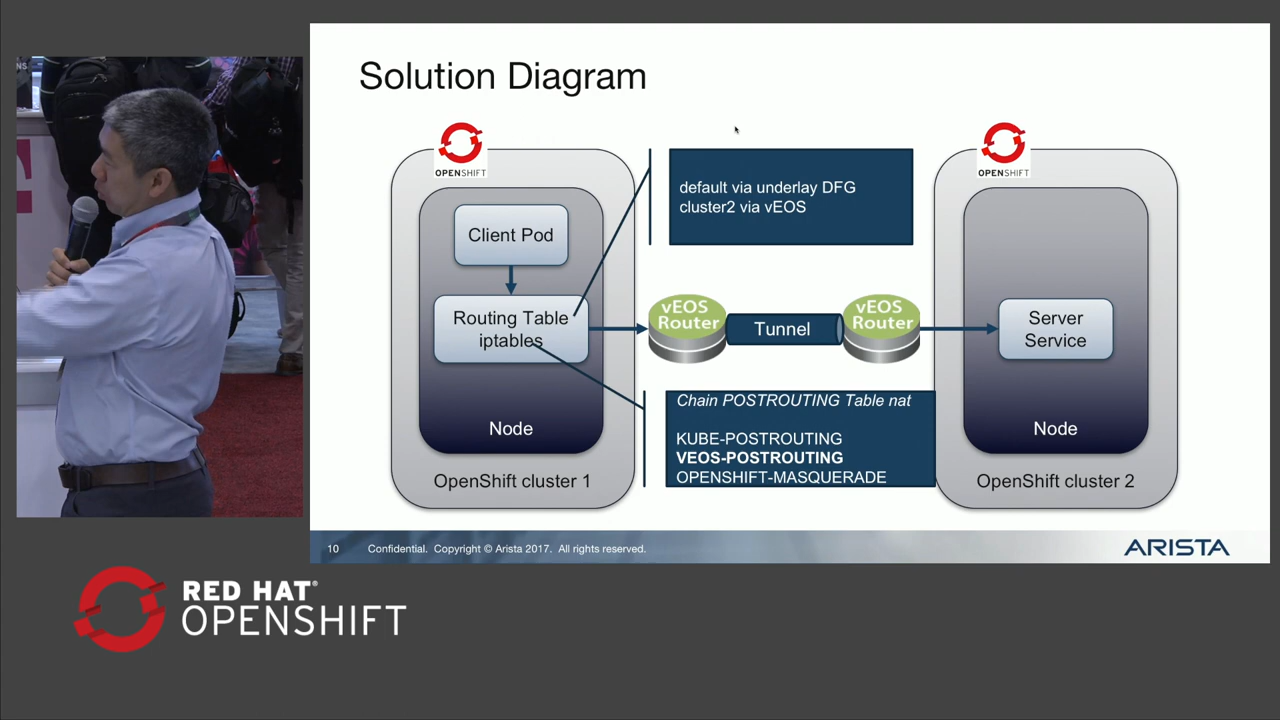 Solution Diagram
OPENSHIFT
OPENSHIFT
default via underlay DFG
cluster2 via vEOS
Client Pod
Routing Table
iptables
vEOS
Router
Tunnel
vEOS
Router
Server
Service
Chain POSTROUTING Table nat
KUBE-POSTROUTING
VEOS-POSTROUTING
OPENSHIFT-MASQUERADE
Node
Node
OpenShift cluster 1
OpenShift cluster 2
10 Confidential. Copyright © Arista 2017. All rights reserved.
ARISTA
RED HAT®
OPENSHIFT